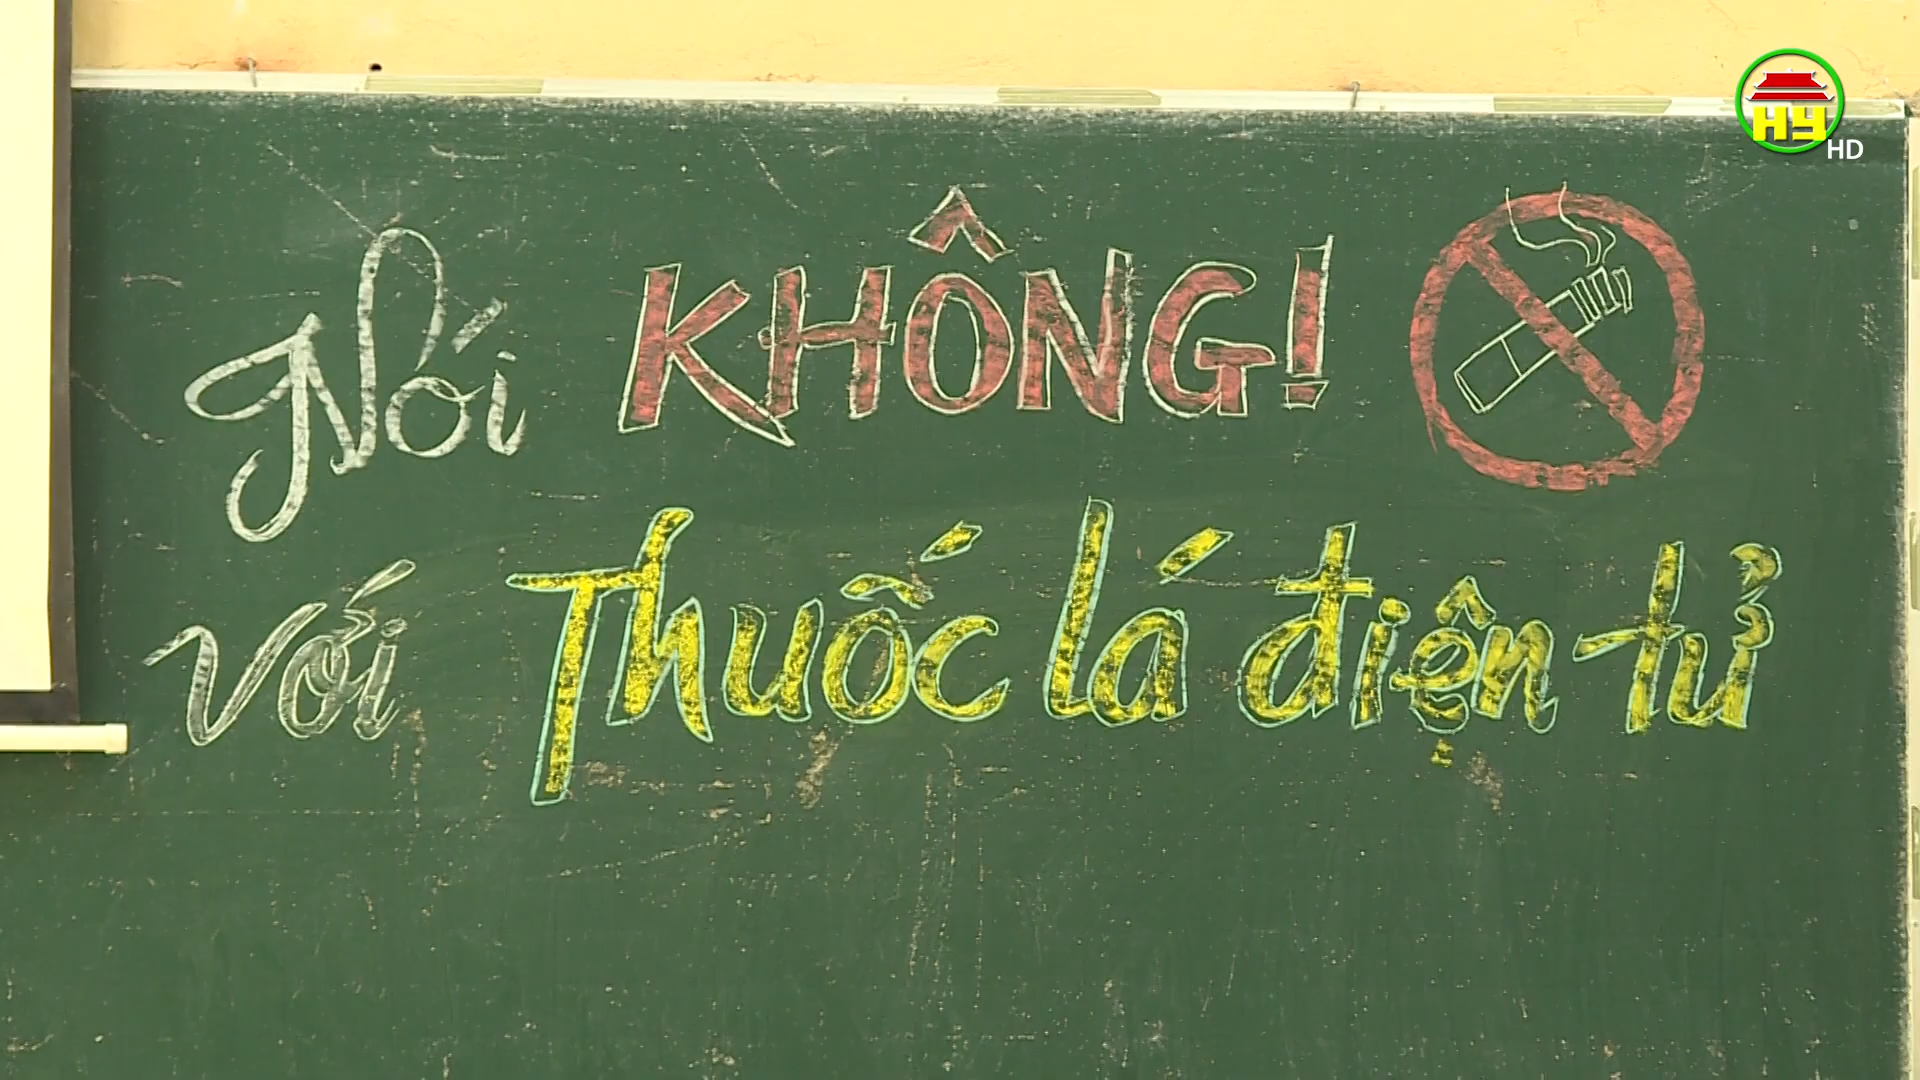 Nói KHÔNG!
với Thuốc lá điện tử
HY
HD